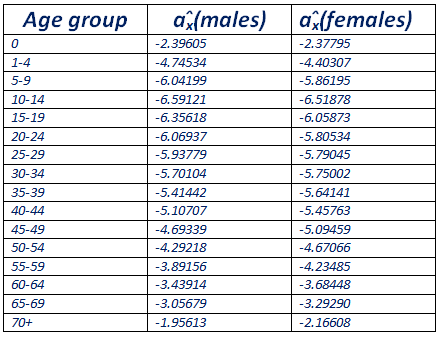 Age group âx(males) âx(females)
0 -2.39605 -2.37795
1-4 -4.74534 -4.40307
5-9 -6.04199 -5.86195
10-14 -6.59121 -6.51878
15-19 -6.35618 -6.05873
20-24 -6.06937 -5.80534
25-29 -5.93779 -5.79045
30-34 -5.70104 -5.75002
35-39 -5.41442 -5.64141
40-44 -5.10707 -5.45763
45-49 -4.69339 -5.09459
50-54 -4.29218 -4.67066
55-59 -3.89156 -4.23485
60-64 -3.43914 -3.68448
65-69 -3.05679 -3.29290
70+ -1.95613 -2.16608